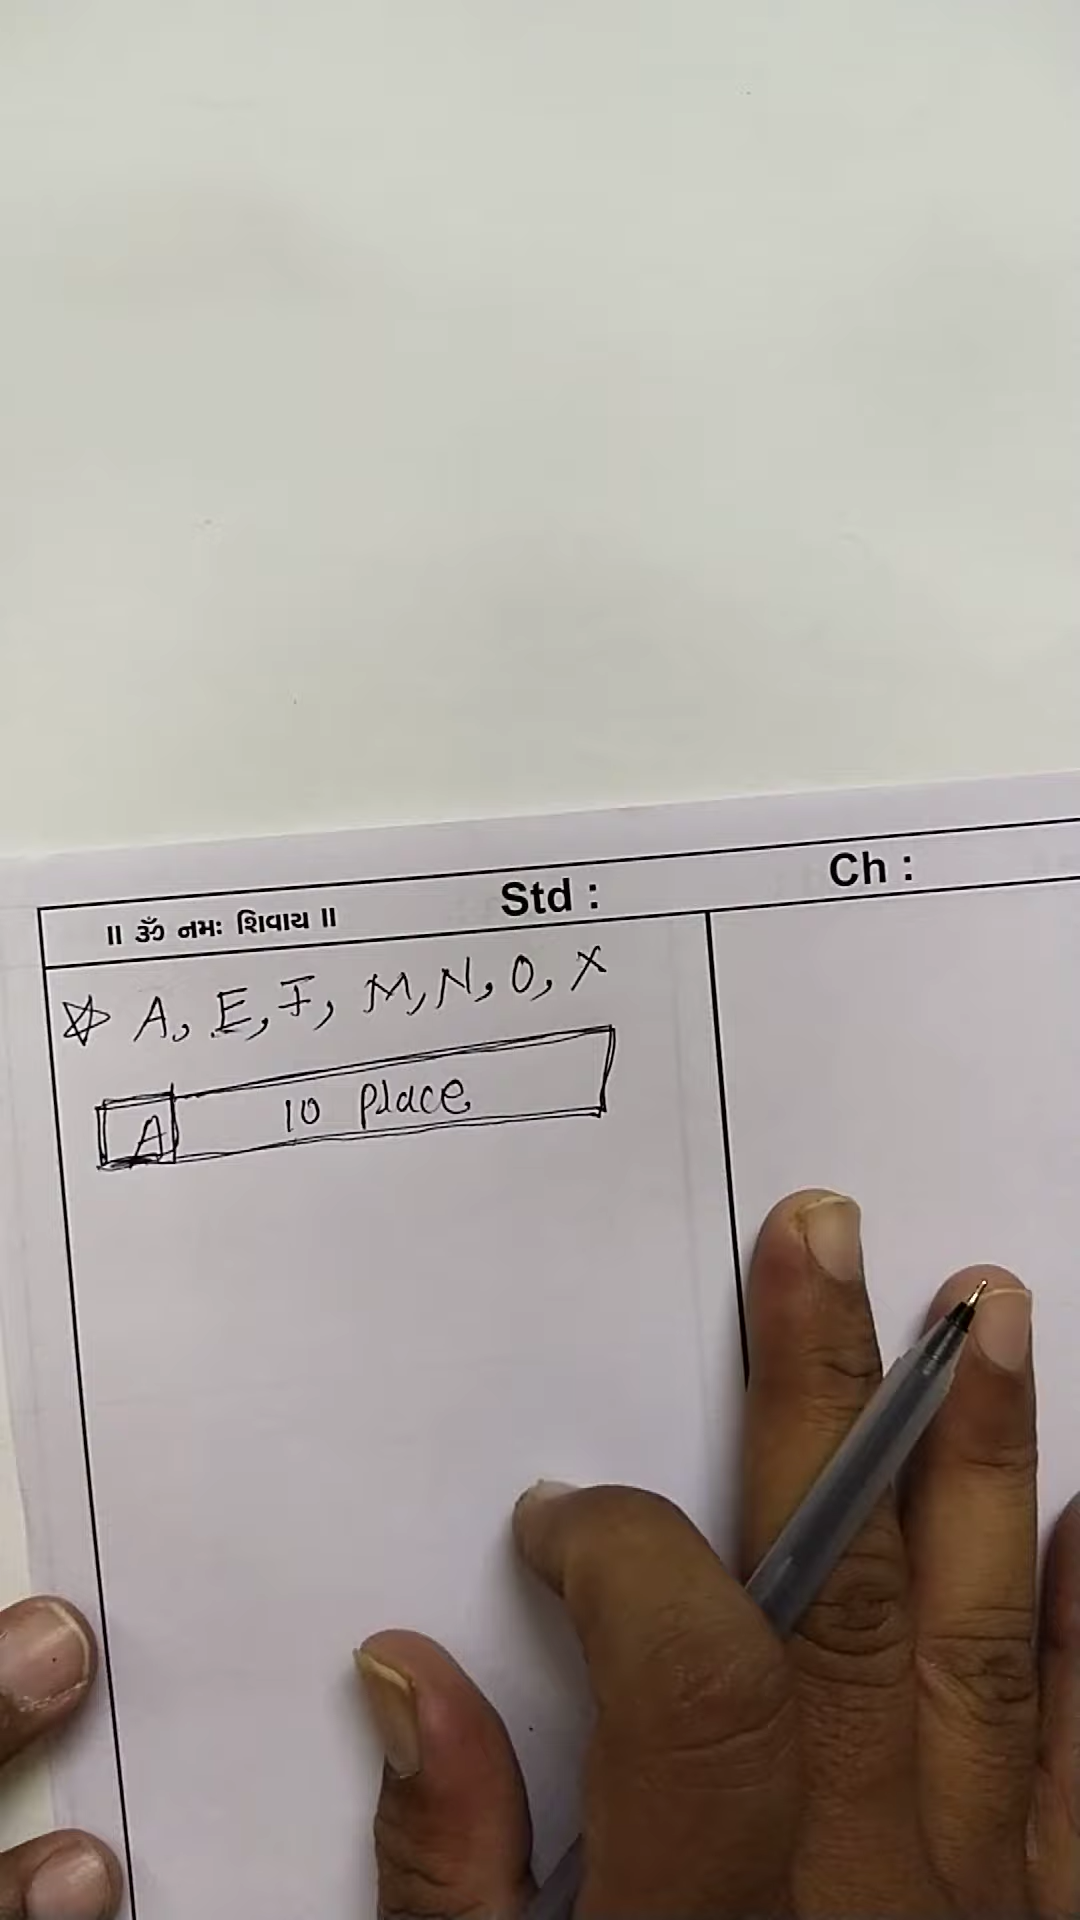 ॥ ૐ નમઃ શિવાય ॥ Std : Ch :
☆ A, E, I, M, N, O, X
A 10 Place